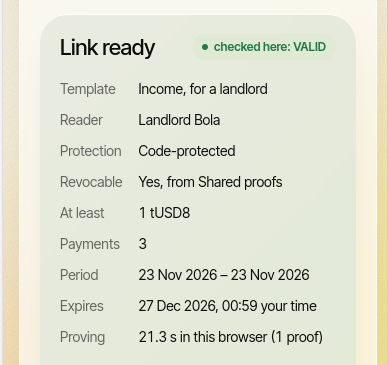 Link ready
checked here: VALID
Template Income, for a landlord
Reader Landlord Bola
Protection Code-protected
Revocable Yes, from Shared proofs
At least 1 tUSD8
Payments 3
Period 23 Nov 2026 – 23 Nov 2026
Expires 27 Dec 2026, 00:59 your time
Proving 21.3 s in this browser (1 proof)